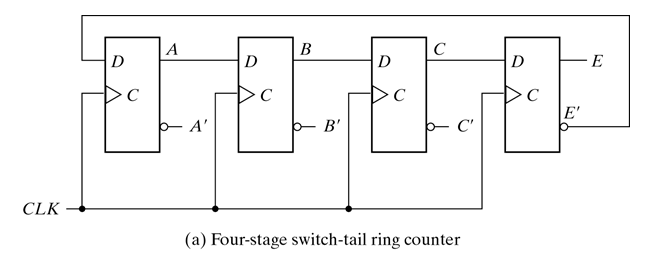 A B C
D D D D E
C C C C
E′
A′ B′ C′
CLK
(a) Four-stage switch-tail ring counter